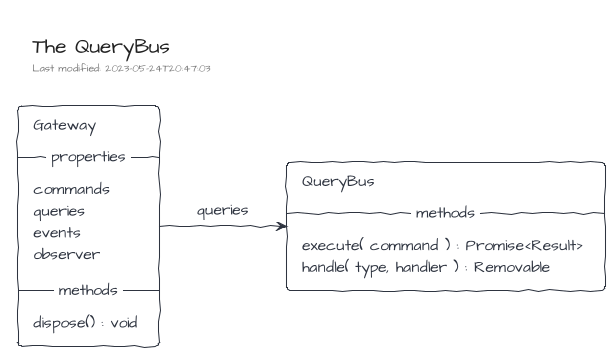 The QueryBus
Last modified: 2023-05-24T20:47:03
Gateway
properties
commands
queries
events
observer
methods
dispose() : void
queries
QueryBus
methods
execute( command ) : Promise<Result>
handle( type, handler ) : Removable